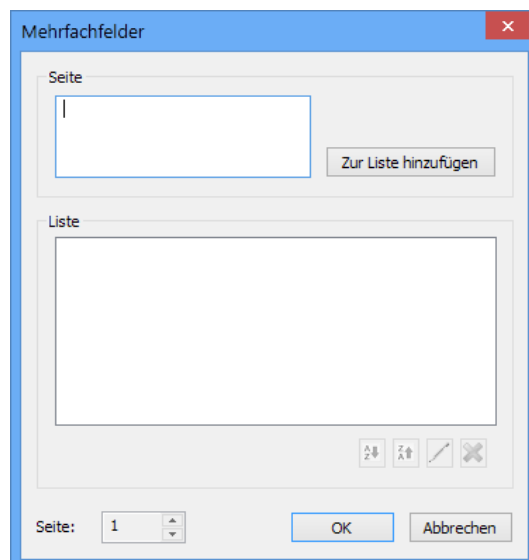 Mehrfachfelder
Seite
Zur Liste hinzufügen
Liste
Seite: 1
OK
Abbrechen